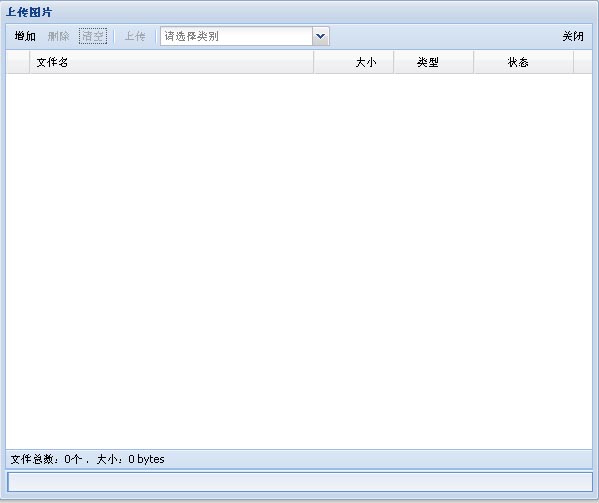 上传图片
增加 删除 清空 上传 请选择类别 关闭
文件名 大小 类型 状态
文件总数：0个 ，大小：0 bytes